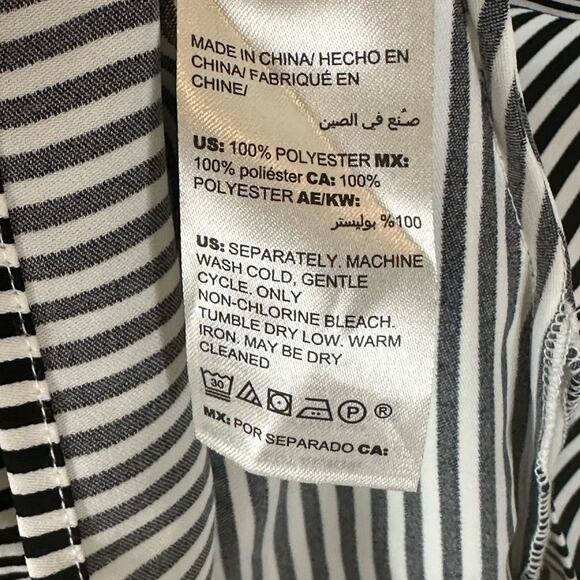 MADE IN CHINA/ HECHO EN
CHINA/ FABRIQUÉ EN
CHINE/
صنع في الصين
US: 100% POLYESTER MX:
100% poliéster CA: 100%
POLYESTER AE/KW:
100% بوليستر
US: SEPARATELY. MACHINE
WASH COLD, GENTLE
CYCLE. ONLY
NON-CHLORINE BLEACH.
TUMBLE DRY LOW. WARM
IRON. MAY BE DRY
CLEANED
30 P ®
MX: POR SEPARADO CA: